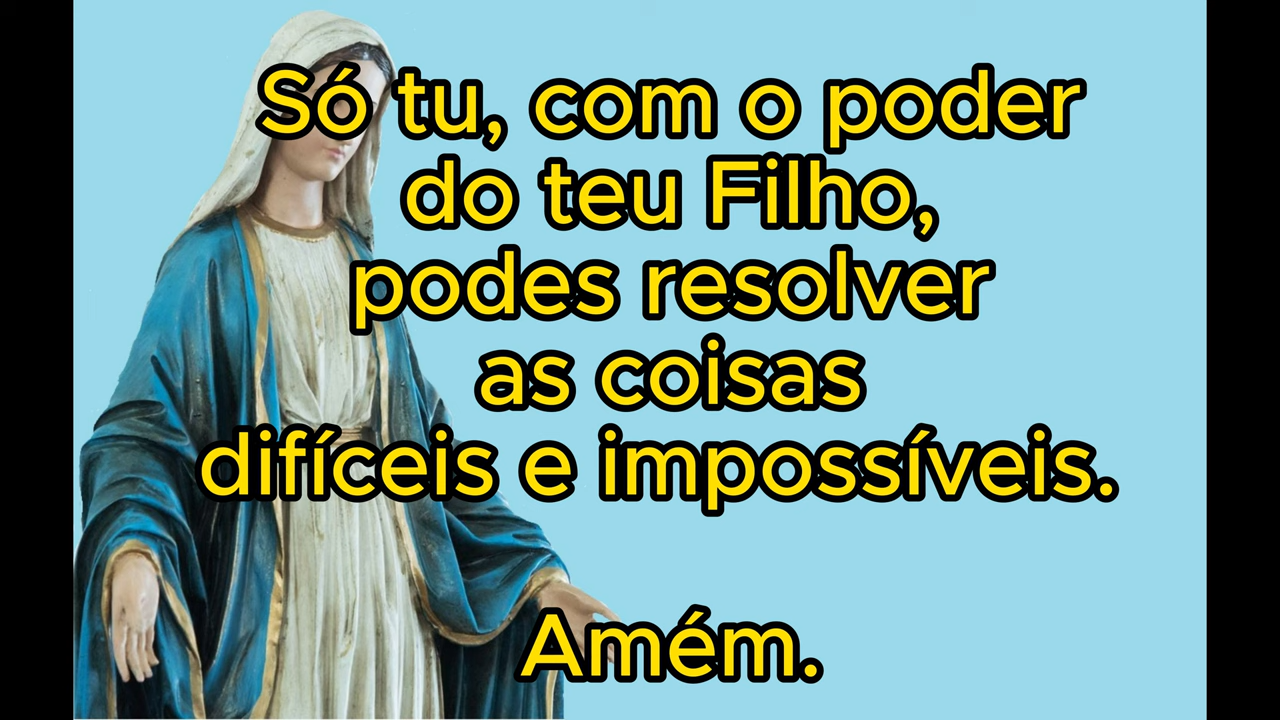 Só tu, com o poder
do teu Filho,
podes resolver
as coisas
difíceis e impossíveis.
Amém.